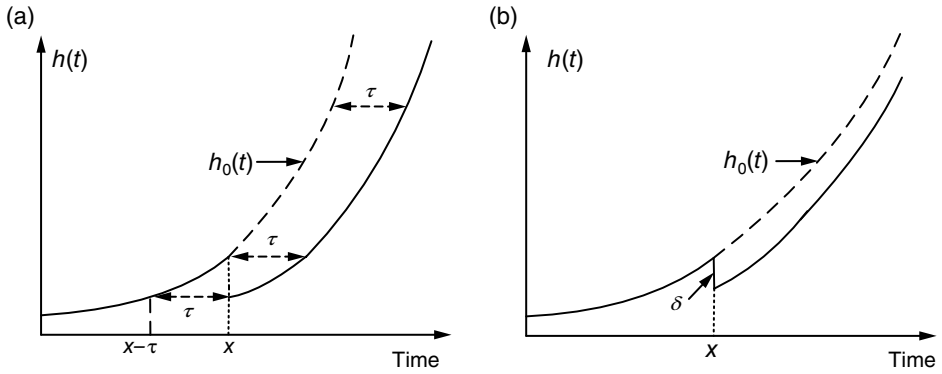 (a)
h(t)
τ
h₀(t)
τ
τ
x−τ
x
Time
(b)
h(t)
h₀(t)
δ
x
Time